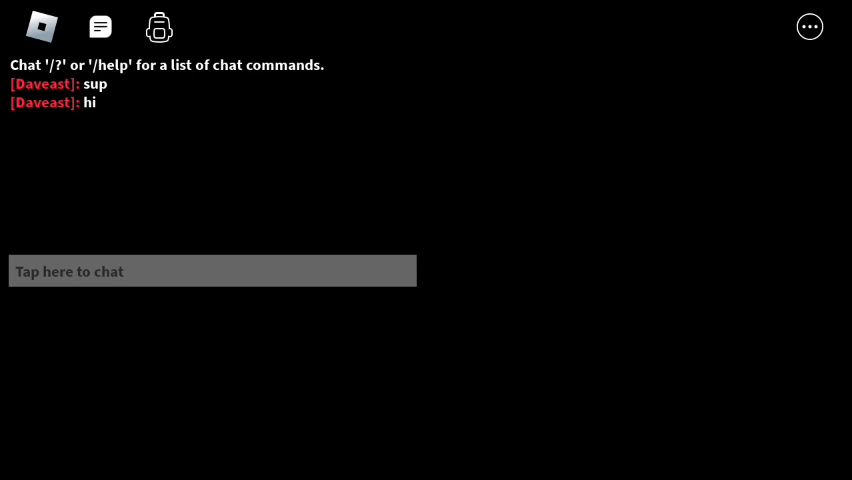 Chat '/?' or '/help' for a list of chat commands.
[Daveast]: sup
[Daveast]: hi
Tap here to chat